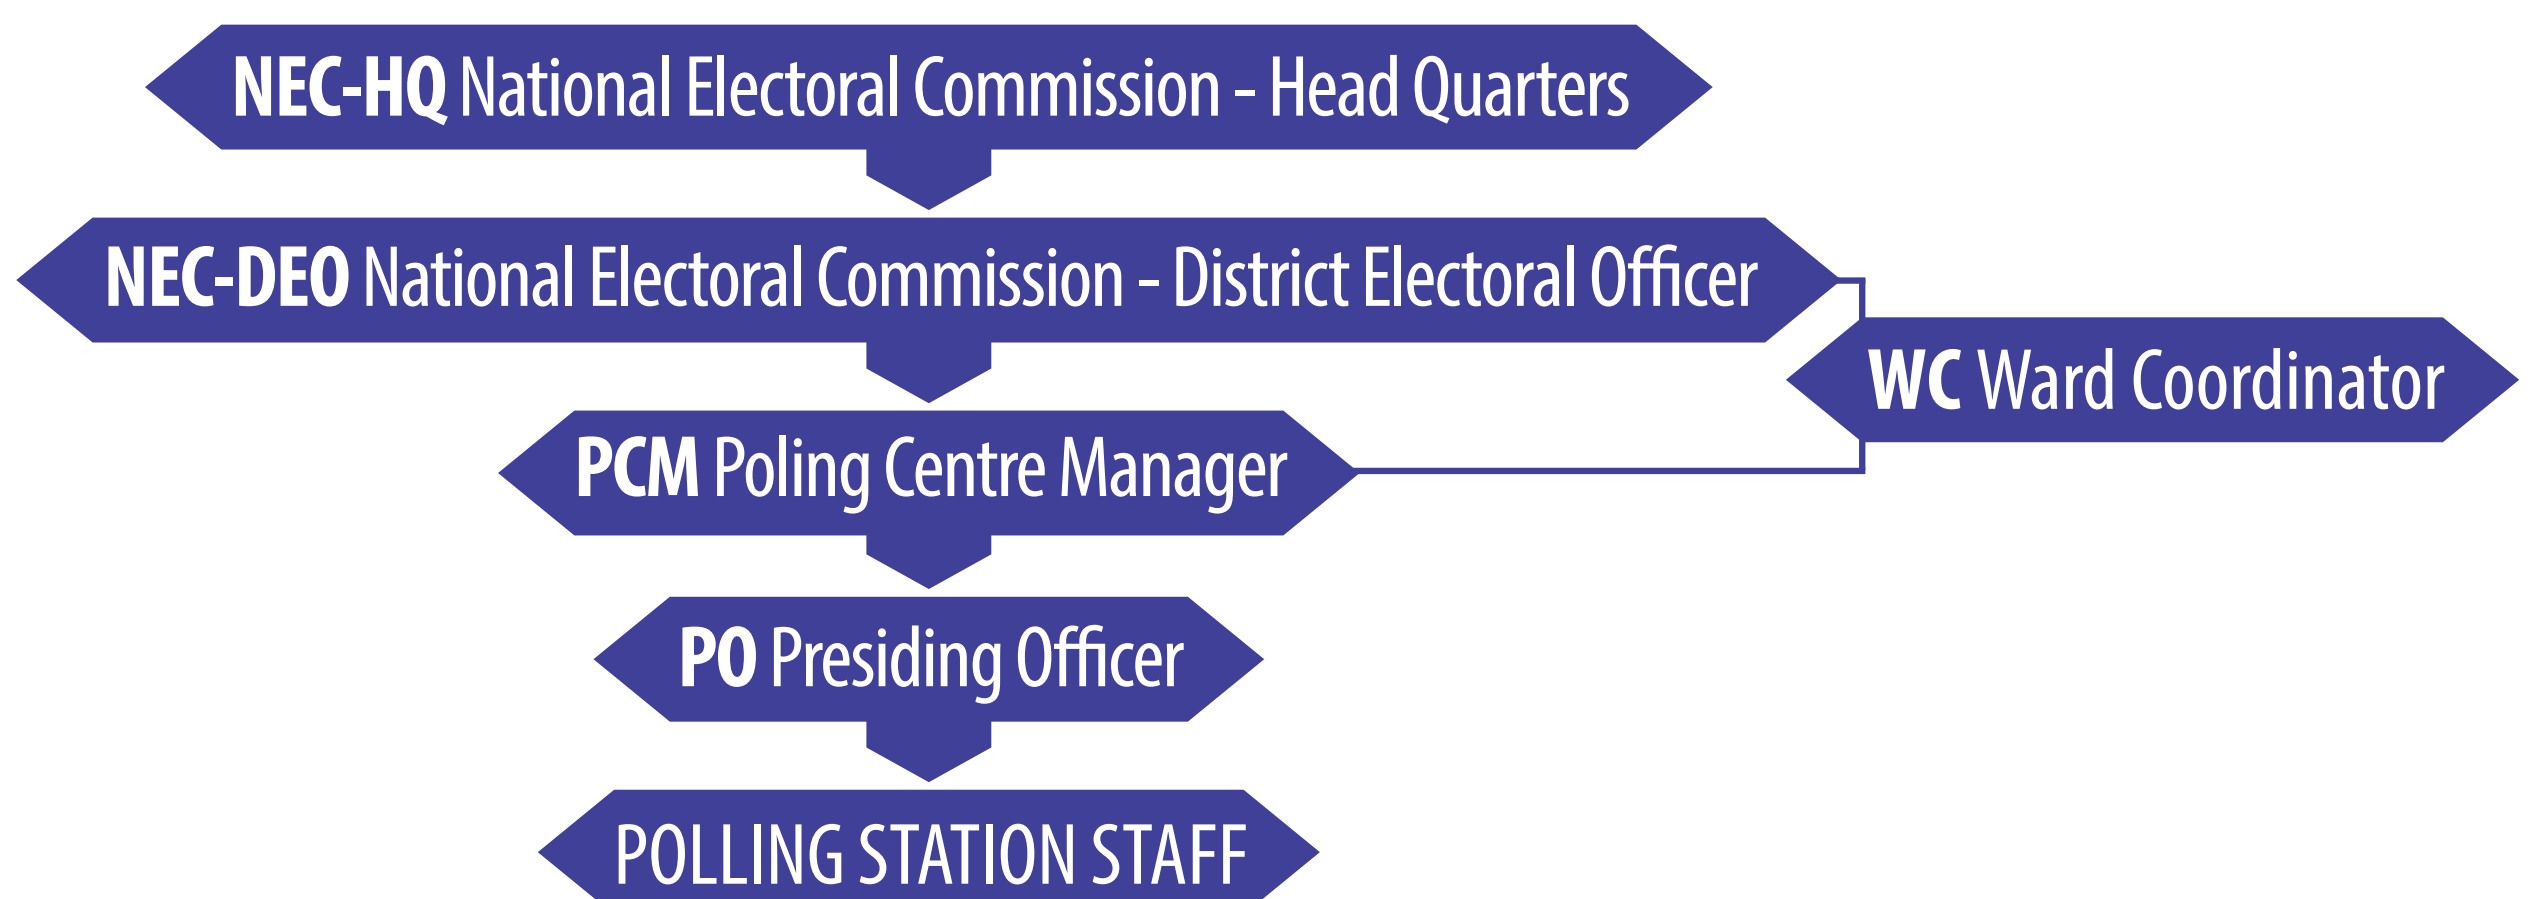 NEC-HQ National Electoral Commission - Head Quarters
NEC-DEO National Electoral Commission - District Electoral Officer
WC Ward Coordinator
PCM Poling Centre Manager
PO Presiding Officer
POLLING STATION STAFF